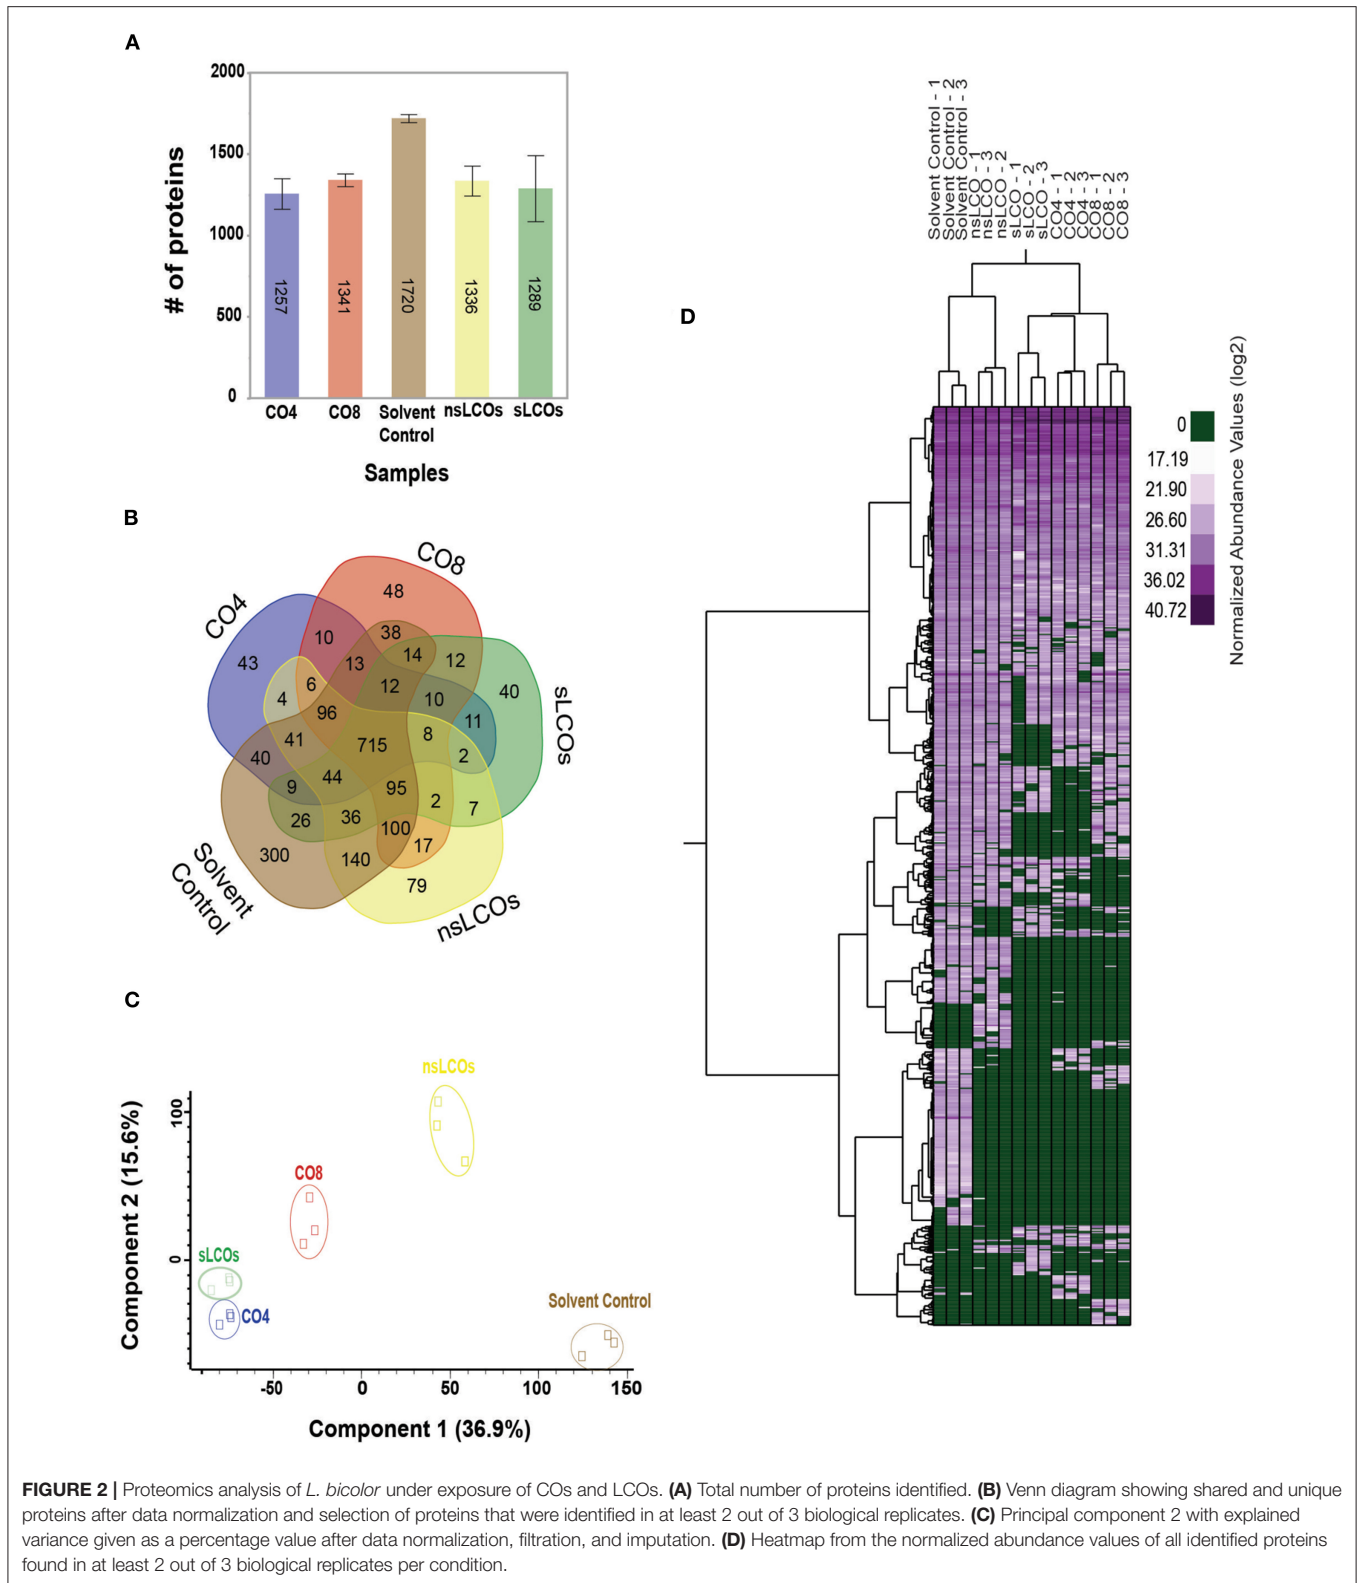 A
2000
1500
1000
500
0
# of proteins
1257
1341
1720
1336
1289
CO4
CO8
Solvent
Control
nsLCOs
sLCOs
Samples
B
CO4
CO8
sLCOs
nsLCOs
Solvent
Control
48
43
10
38
14
12
13
40
4
6
12
10
11
96
715
8
2
41
40
44
9
95
2
7
26
36
100
17
300
140
79
C
Component 2 (15.6%)
100
0
nsLCOs
CO8
sLCOs
CO4
Solvent Control
-50
0
50
100
150
Component 1 (36.9%)
D
Solvent Control - 1
Solvent Control - 2
Solvent Control - 3
nsLCO - 1
nsLCO - 3
nsLCO - 2
sLCO - 1
sLCO - 2
sLCO - 3
CO4 - 1
CO4 - 2
CO4 - 3
CO8 - 1
CO8 - 2
CO8 - 3
0
17.19
21.90
26.60
31.31
36.02
40.72
Normalized Abundance Values (log2)
FIGURE 2 | Proteomics analysis of L. bicolor under exposure of COs and LCOs. (A) Total number of proteins identified. (B) Venn diagram showing shared and unique
proteins after data normalization and selection of proteins that were identified in at least 2 out of 3 biological replicates. (C) Principal component 2 with explained
variance given as a percentage value after data normalization, filtration, and imputation. (D) Heatmap from the normalized abundance values of all identified proteins
found in at least 2 out of 3 biological replicates per condition.